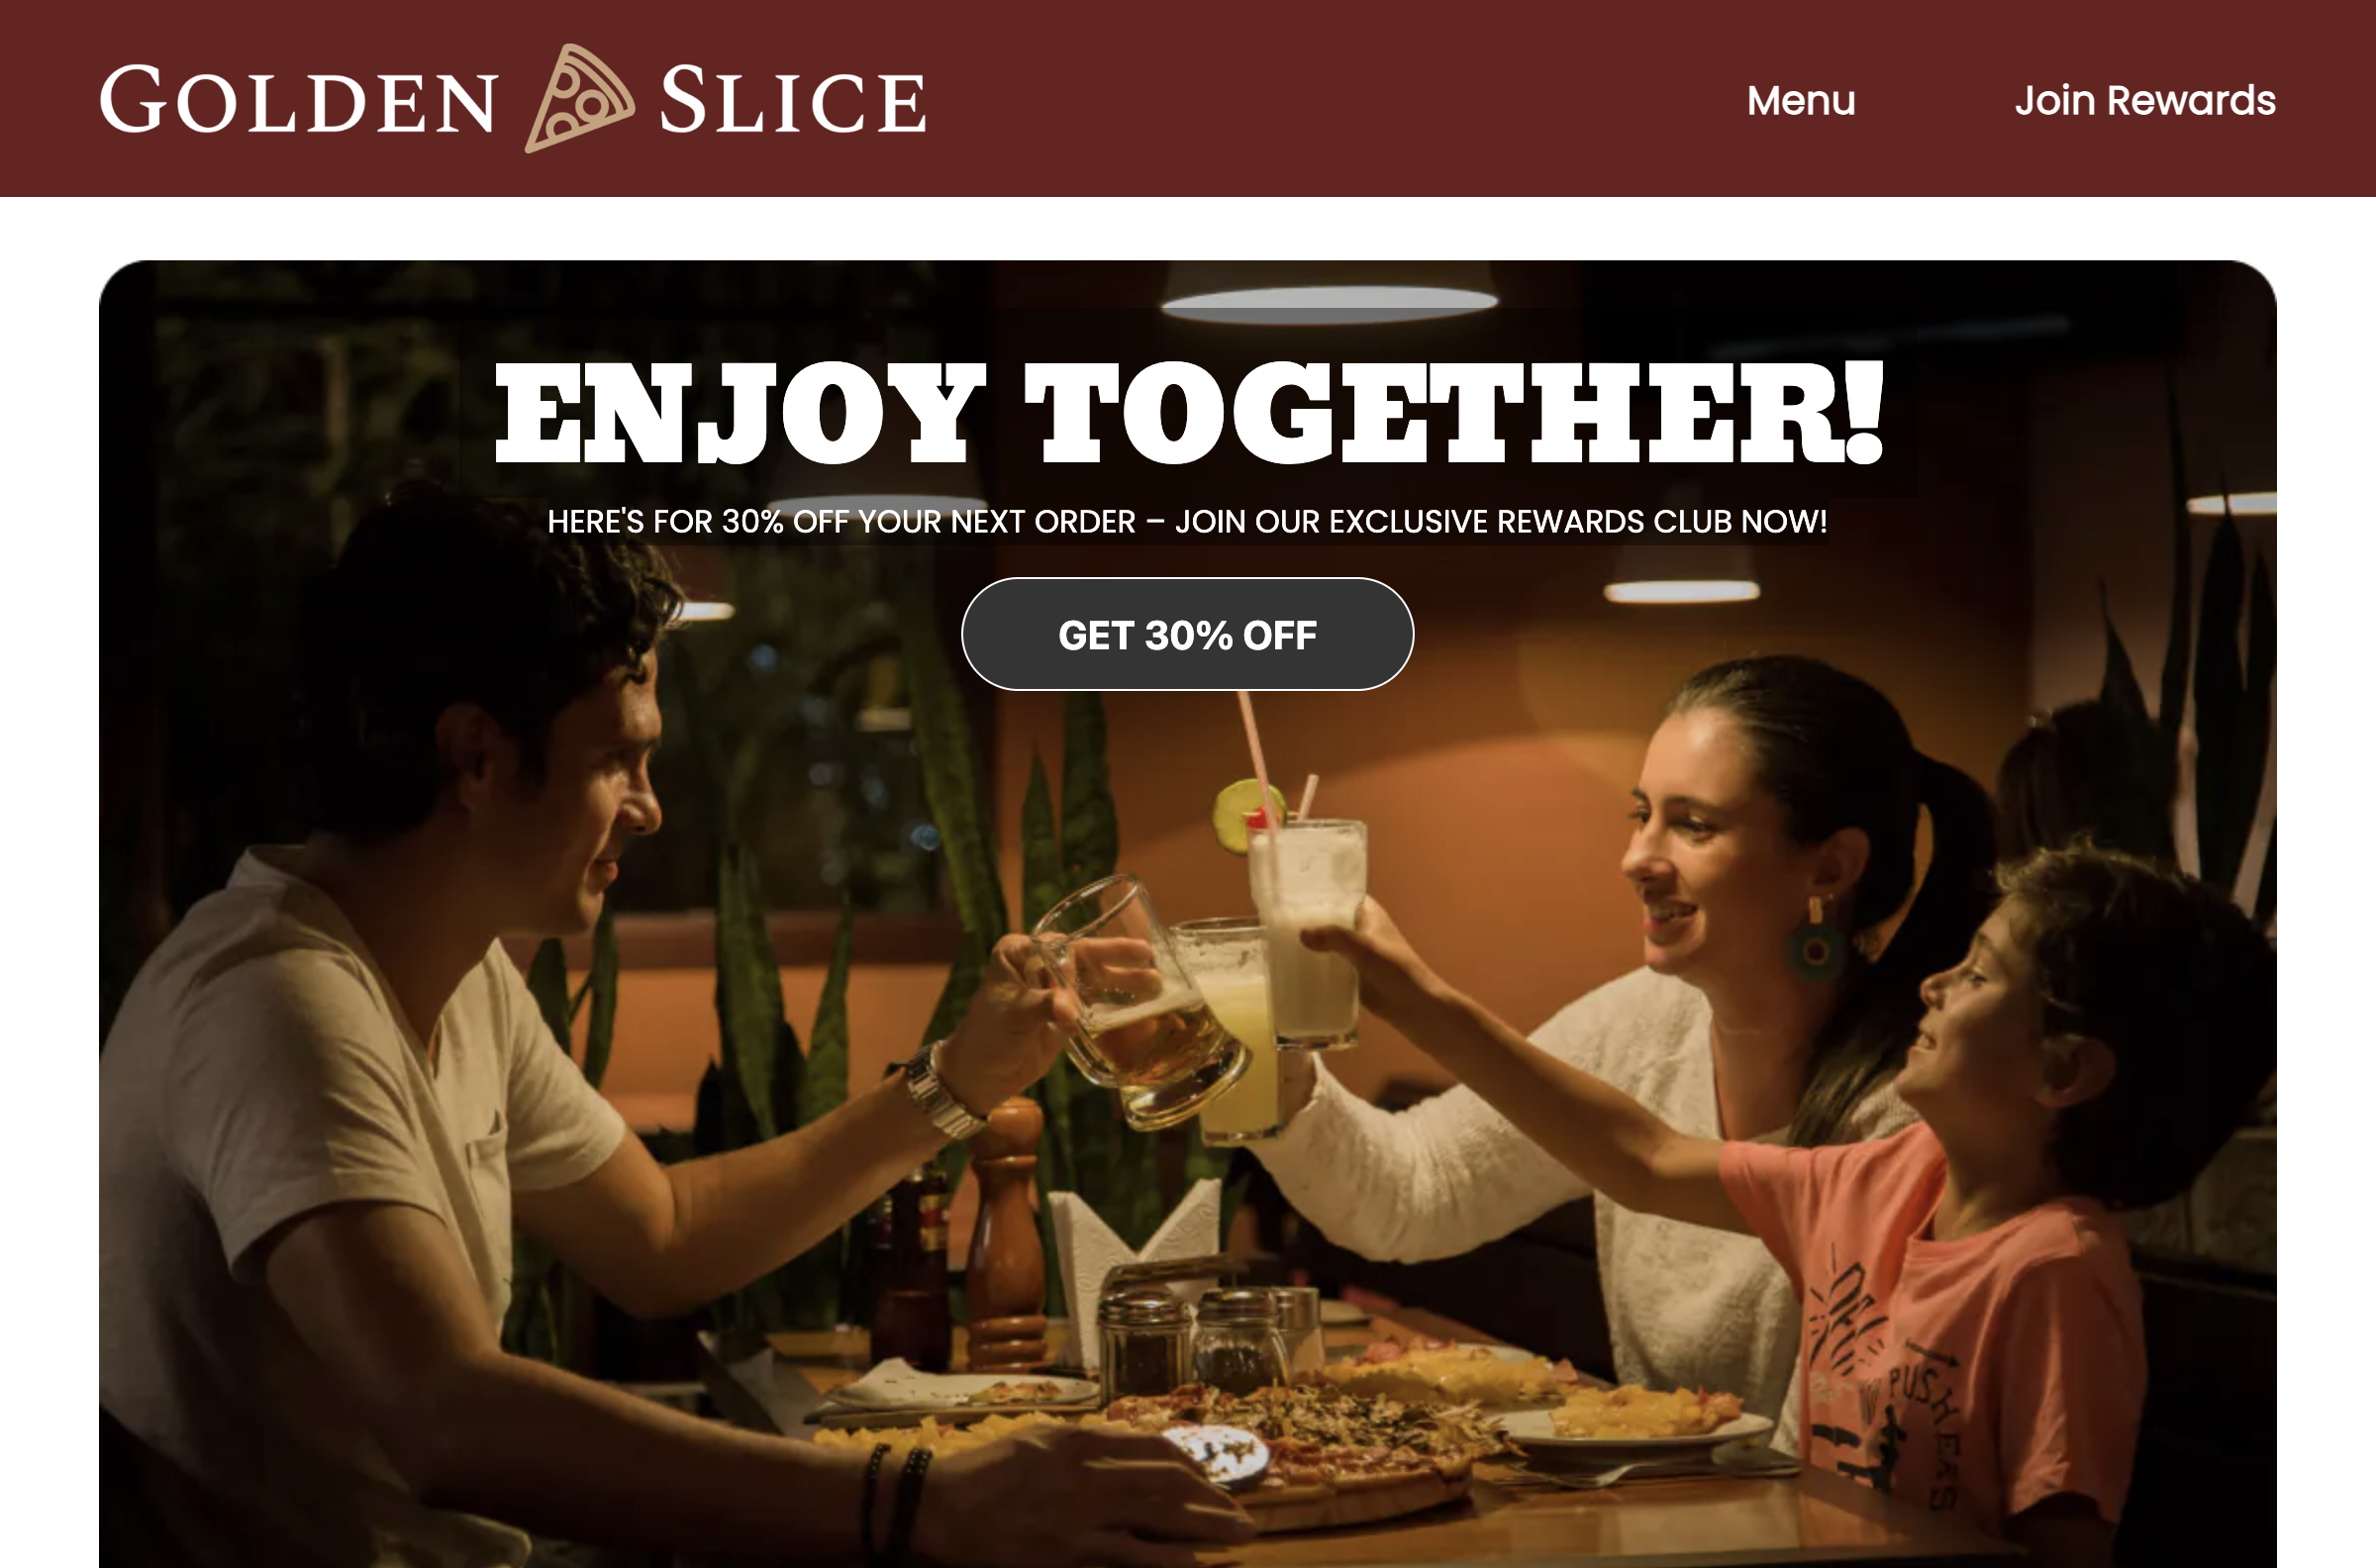 GOLDEN SLICE
Menu
Join Rewards
ENJOY TOGETHER!
HERE'S FOR 30% OFF YOUR NEXT ORDER – JOIN OUR EXCLUSIVE REWARDS CLUB NOW!
GET 30% OFF